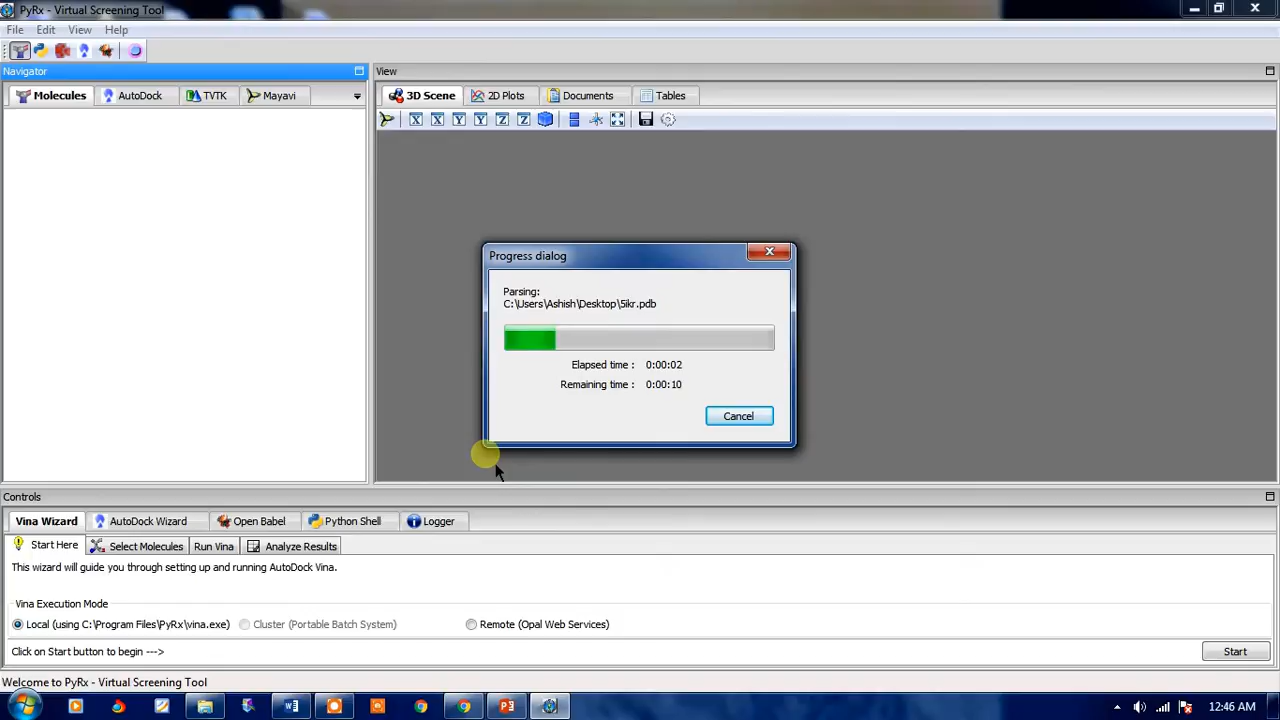 PyRx - Virtual Screening Tool
File Edit View Help
Navigator
View
Molecules AutoDock TVTK Mayavi
3D Scene 2D Plots Documents Tables
X X Y Y Z Z
Progress dialog
Parsing:
C:\Users\Ashish\Desktop\5ikr.pdb
Elapsed time : 0:00:02
Remaining time : 0:00:10
Cancel
Controls
Vina Wizard AutoDock Wizard Open Babel Python Shell Logger
Start Here Select Molecules Run Vina Analyze Results
This wizard will guide you through setting up and running AutoDock Vina.
Vina Execution Mode
Local (using C:\Program Files\PyRx\vina.exe) Cluster (Portable Batch System) Remote (Opal Web Services)
Click on Start button to begin --->
Start
Welcome to PyRx - Virtual Screening Tool
12:46 AM